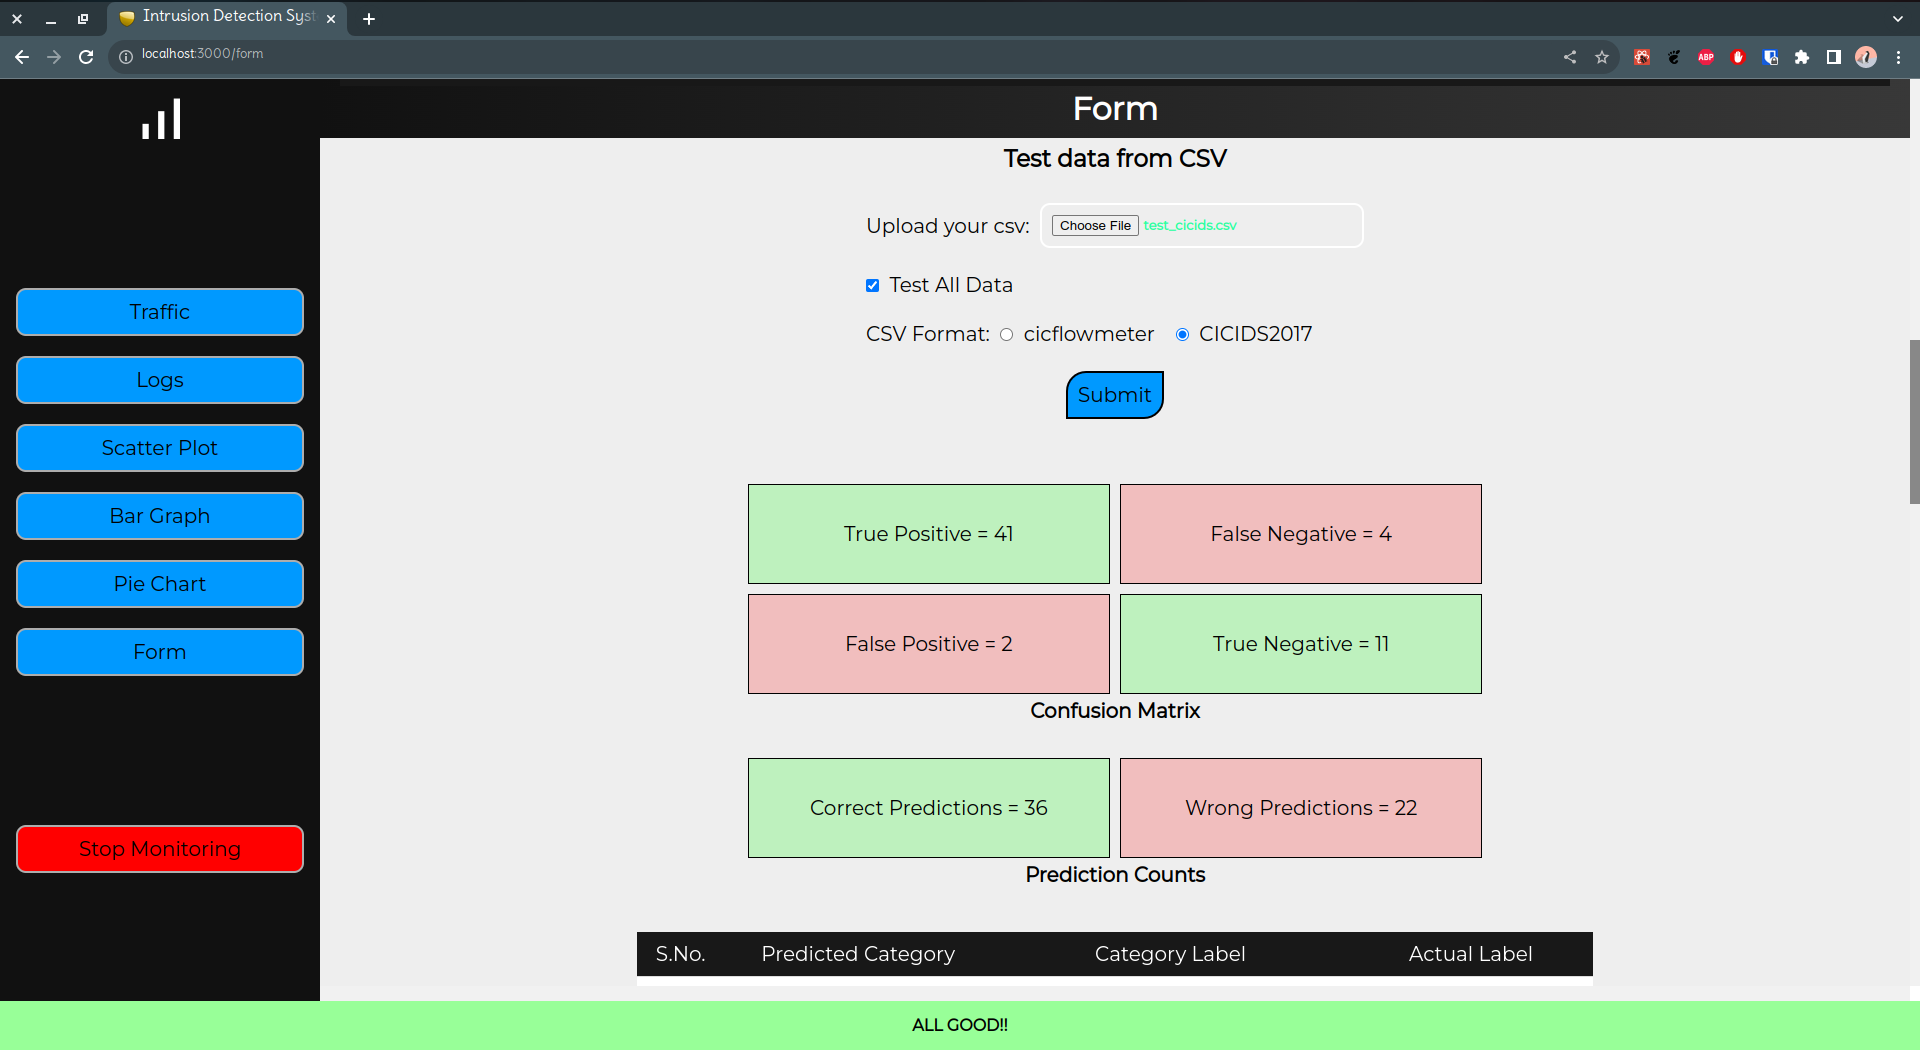 Intrusion Detection Syst
localhost:3000/form
ABP
Form
Test data from CSV
Upload your csv: Choose File test_cicids.csv
Test All Data
CSV Format: cicflowmeter CICIDS2017
Submit
Traffic
Logs
Scatter Plot
Bar Graph
Pie Chart
Form
Stop Monitoring
True Positive = 41
False Negative = 4
False Positive = 2
True Negative = 11
Confusion Matrix
Correct Predictions = 36
Wrong Predictions = 22
Prediction Counts
S.No. Predicted Category Category Label Actual Label
ALL GOOD!!